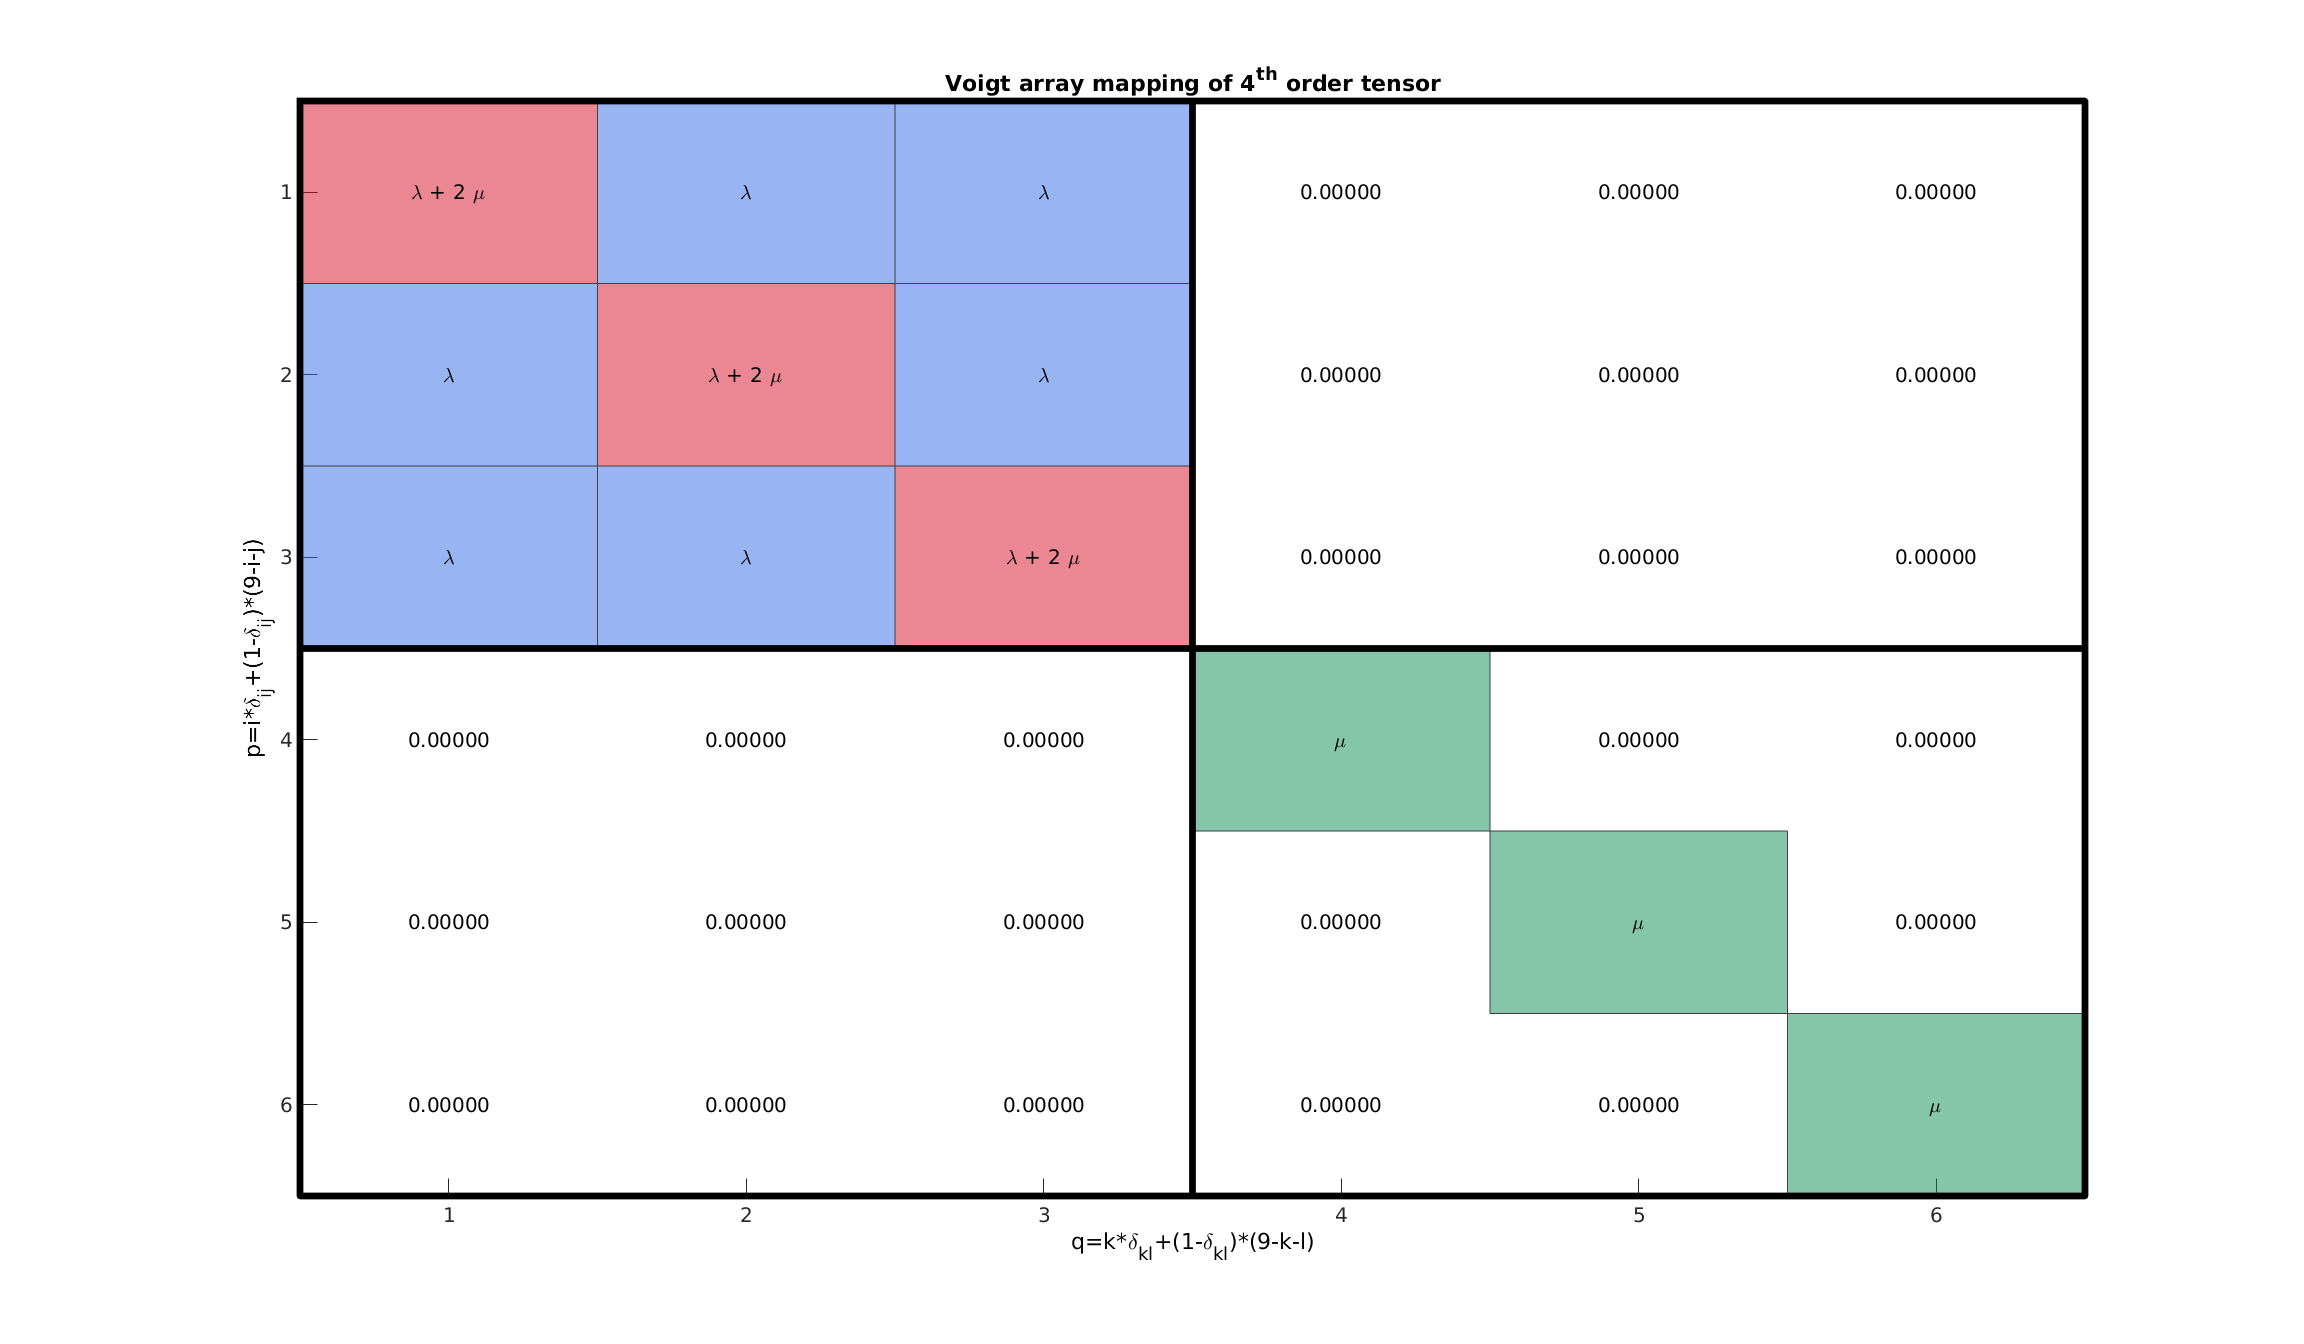 Voigt array mapping of 4th order tensor
1 λ + 2 μ λ λ 0.00000 0.00000 0.00000
2 λ λ + 2 μ λ 0.00000 0.00000 0.00000
3 λ λ λ + 2 μ 0.00000 0.00000 0.00000
4 0.00000 0.00000 0.00000 μ 0.00000 0.00000
5 0.00000 0.00000 0.00000 0.00000 μ 0.00000
6 0.00000 0.00000 0.00000 0.00000 0.00000 μ
1 2 3 4 5 6
p=i*δij+(1-δij)*(9-i-j)
q=k*δkl+(1-δkl)*(9-k-l)